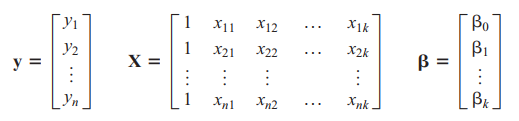 y = [ y₁ y₂ ⋮ yₙ ] X = [ 1 x₁₁ x₁₂ … x₁ₖ 1 x₂₁ x₂₂ … x₂ₖ ⋮ ⋮ ⋮ ⋮ 1 xₙ₁ xₙ₂ … xₙₖ ] β = [ β₀ β₁ ⋮ βₖ ]